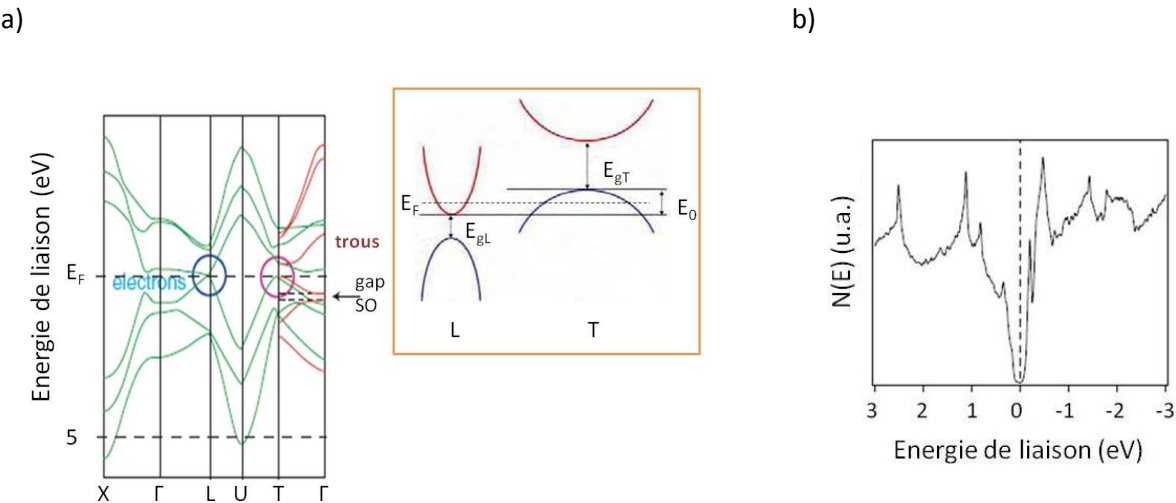 a)
b)
Energie de liaison (eV)
E_F
5
electrons
trous
gap
SO
X Γ L U T Γ
E_F
E_gL
E_gT
E_0
L T
N(E) (u.a.)
3 2 1 0 -1 -2 -3
Energie de liaison (eV)